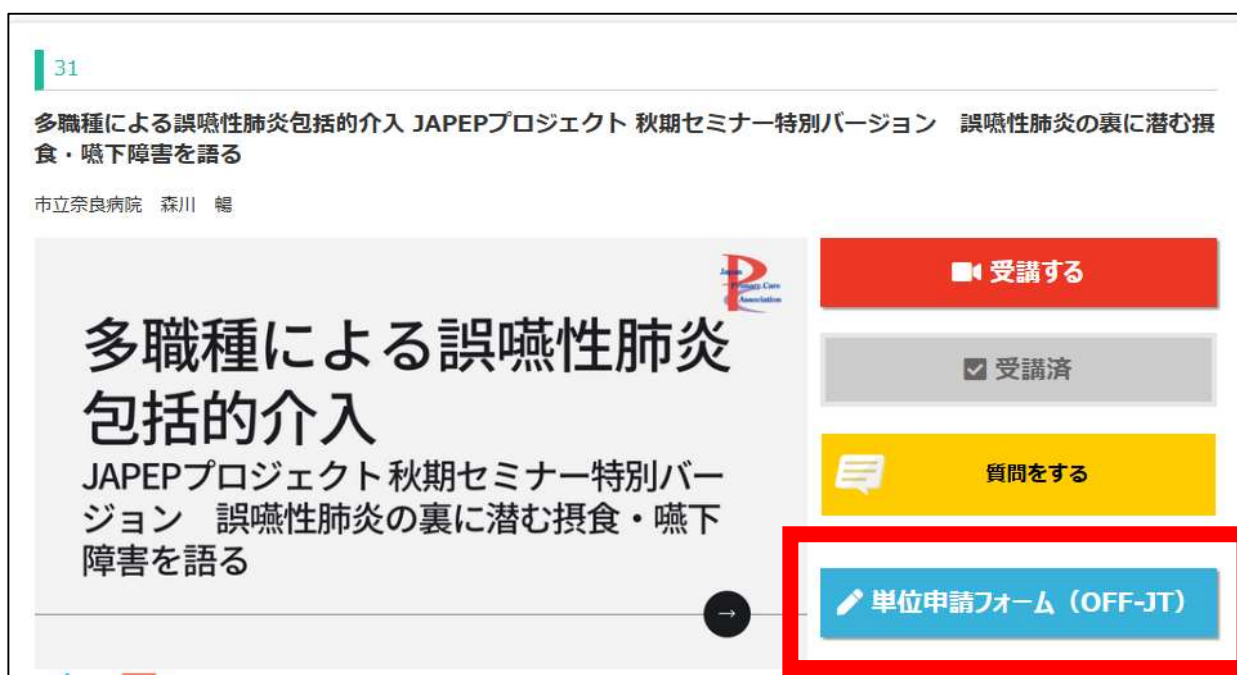 31
多職種による誤嚥性肺炎包括的介入 JAPEPプロジェクト 秋期セミナー特別バージョン　誤嚥性肺炎の裏に潜む摂
食・嚥下障害を語る
市立奈良病院　森川　暢
Japan
Primary Care
Association
多職種による誤嚥性肺炎
包括的介入
JAPEPプロジェクト 秋期セミナー特別バー
ジョン　誤嚥性肺炎の裏に潜む摂食・嚥下
障害を語る
受講する
受講済
質問をする
単位申請フォーム（OFF-JT）